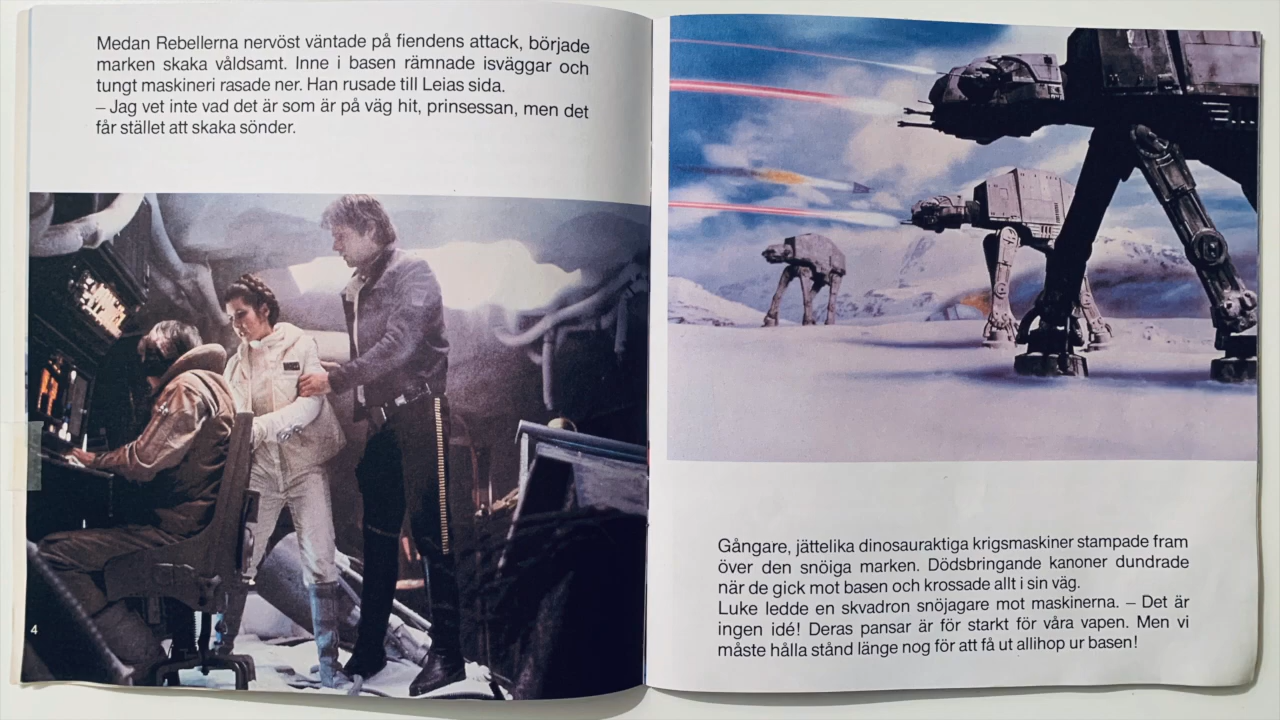 Medan Rebellerna nervöst väntade på fiendens attack, började
marken skaka våldsamt. Inne i basen rämnade isväggar och
tungt maskineri rasade ner. Han rusade till Leias sida.
– Jag vet inte vad det är som är på väg hit, prinsessan, men det
får stället att skaka sönder.
4
Gångare, jättelika dinosauraktiga krigsmaskiner stampade fram
över den snöiga marken. Dödsbringande kanoner dundrade
när de gick mot basen och krossade allt i sin väg.
Luke ledde en skvadron snöjagare mot maskinerna. – Det är
ingen idé! Deras pansar är för starkt för våra vapen. Men vi
måste hålla stånd länge nog för att få ut allihop ur basen!